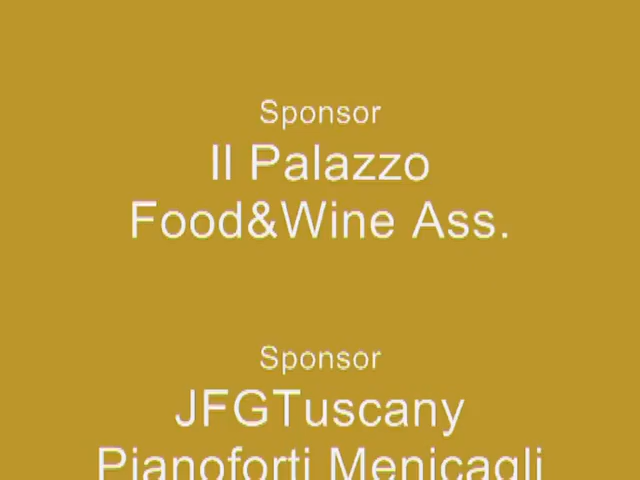 Sponsor
Il Palazzo
Food&Wine Ass.
Sponsor
JFGTuscany
Pianoforti Menicagli